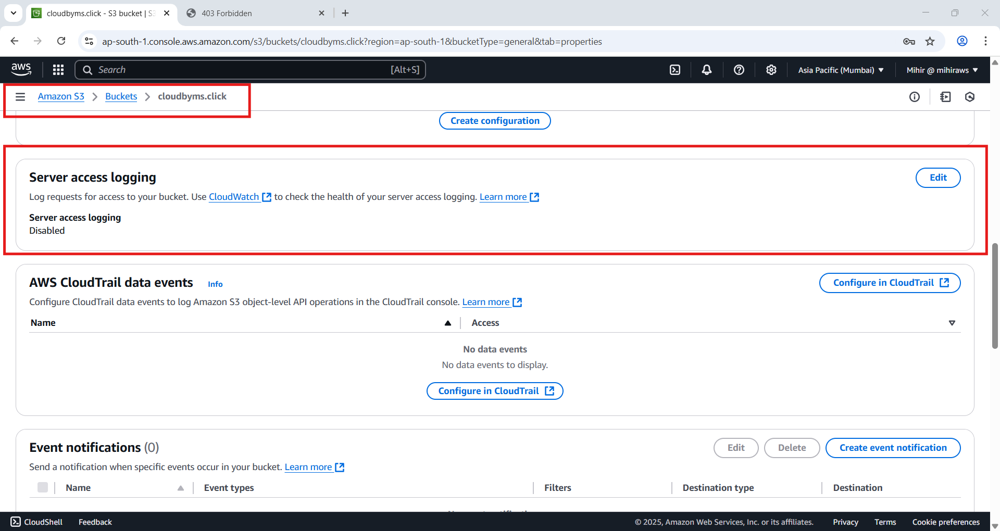 cloudbyms.click - S3 bucket | S3
403 Forbidden
ap-south-1.console.aws.amazon.com/s3/buckets/cloudbyms.click?region=ap-south-1&bucketType=general&tab=properties
aws
Search
[Alt+S]
Asia Pacific (Mumbai)
Mihir @ mihiraws
Amazon S3 > Buckets > cloudbyms.click
Create configuration
Server access logging
Edit
Log requests for access to your bucket. Use CloudWatch to check the health of your server access logging. Learn more
Server access logging
Disabled
AWS CloudTrail data events Info
Configure in CloudTrail
Configure CloudTrail data events to log Amazon S3 object-level API operations in the CloudTrail console. Learn more
Name
Access
No data events
No data events to display.
Configure in CloudTrail
Event notifications (0)
Edit
Delete
Create event notification
Send a notification when specific events occur in your bucket. Learn more
Name
Event types
Filters
Destination type
Destination
CloudShell
Feedback
© 2025, Amazon Web Services, Inc. or its affiliates.
Privacy
Terms
Cookie preferences